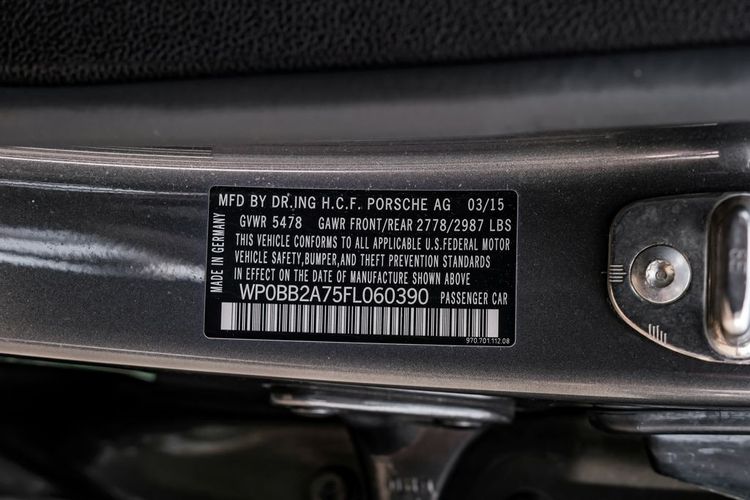 MFD BY DR.ING H.C.F. PORSCHE AG 03/15
GVWR 5478 GAWR FRONT/REAR 2778/2987 LBS
THIS VEHICLE CONFORMS TO ALL APPLICABLE U.S.FEDERAL MOTOR
VEHICLE SAFETY,BUMPER,AND THEFT PREVENTION STANDARDS
IN EFFECT ON THE DATE OF MANUFACTURE SHOWN ABOVE
WP0BB2A75FL060390 PASSENGER CAR
970.701.112.08
MADE IN GERMANY